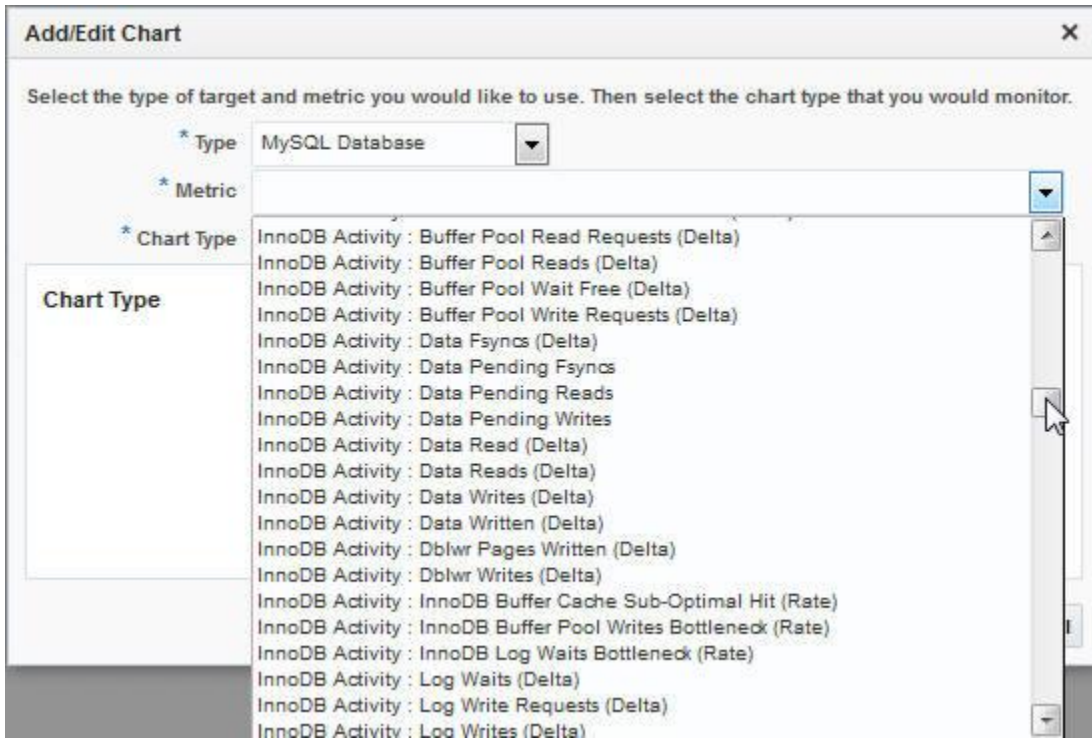 Add/Edit Chart
Select the type of target and metric you would like to use. Then select the chart type that you would monitor.
* Type MySQL Database
* Metric
* Chart Type
InnoDB Activity : Buffer Pool Read Requests (Delta)
InnoDB Activity : Buffer Pool Reads (Delta)
InnoDB Activity : Buffer Pool Wait Free (Delta)
Chart Type
InnoDB Activity : Buffer Pool Write Requests (Delta)
InnoDB Activity : Data Fsyncs (Delta)
InnoDB Activity : Data Pending Fsyncs
InnoDB Activity : Data Pending Reads
InnoDB Activity : Data Pending Writes
InnoDB Activity : Data Read (Delta)
InnoDB Activity : Data Reads (Delta)
InnoDB Activity : Data Writes (Delta)
InnoDB Activity : Data Written (Delta)
InnoDB Activity : Dblwr Pages Written (Delta)
InnoDB Activity : Dblwr Writes (Delta)
InnoDB Activity : InnoDB Buffer Cache Sub-Optimal Hit (Rate)
InnoDB Activity : InnoDB Buffer Pool Writes Bottleneck (Rate)
InnoDB Activity : InnoDB Log Waits Bottleneck (Rate)
InnoDB Activity : Log Waits (Delta)
InnoDB Activity : Log Write Requests (Delta)
InnoDB Activity : Log Writes (Delta)